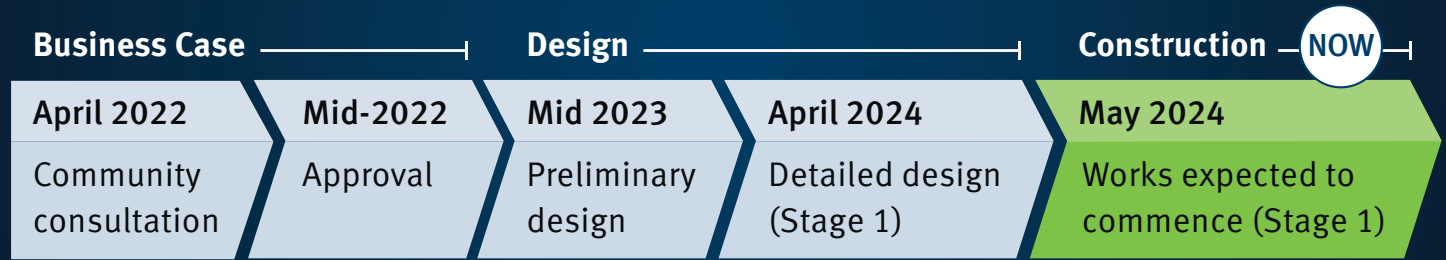 Business Case
Design
Construction
NOW
April 2022
Mid-2022
Mid 2023
April 2024
May 2024
Community
consultation
Approval
Preliminary
design
Detailed design
(Stage 1)
Works expected to
commence (Stage 1)